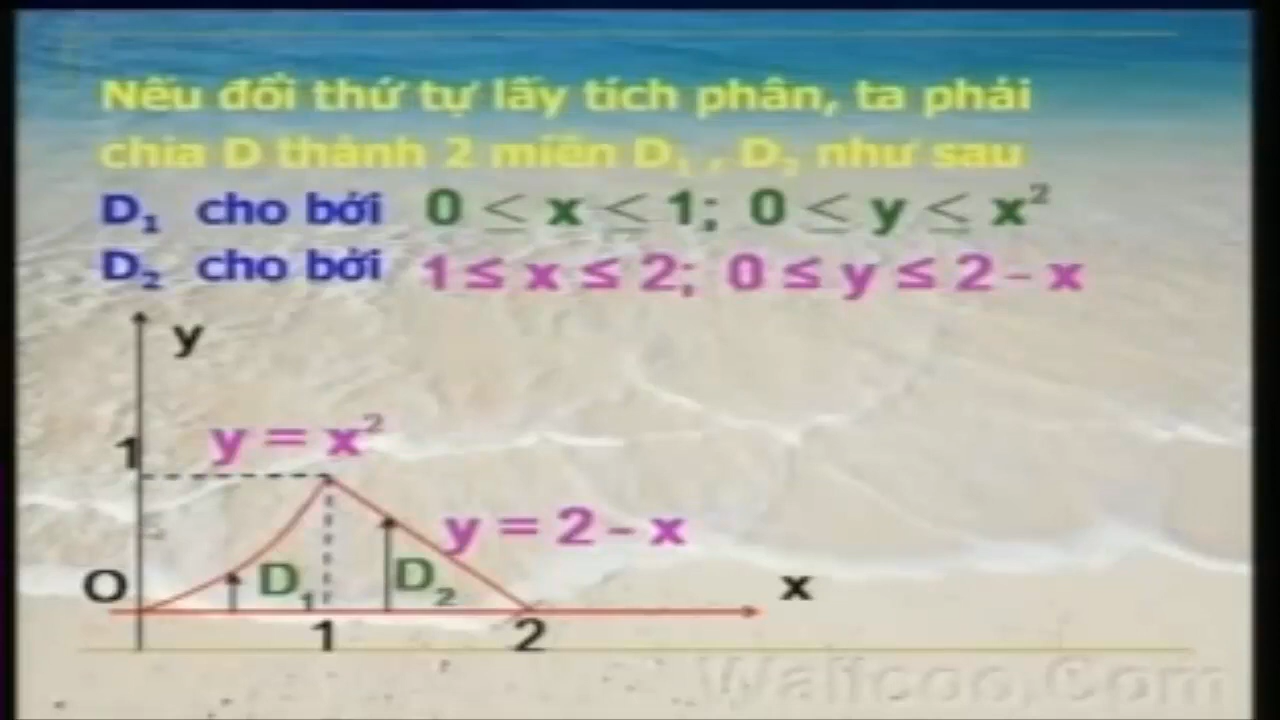 Nếu đổi thứ tự lấy tích phân, ta phải
chia D thành 2 miền D₁ , D₂ như sau
D₁ cho bởi 0 ≤ x ≤ 1; 0 ≤ y ≤ x²
D₂ cho bởi 1 ≤ x ≤ 2; 0 ≤ y ≤ 2 - x
y
1
y = x²
y = 2 - x
O
D₁
D₂
x
1
2
Wallcoo.Com